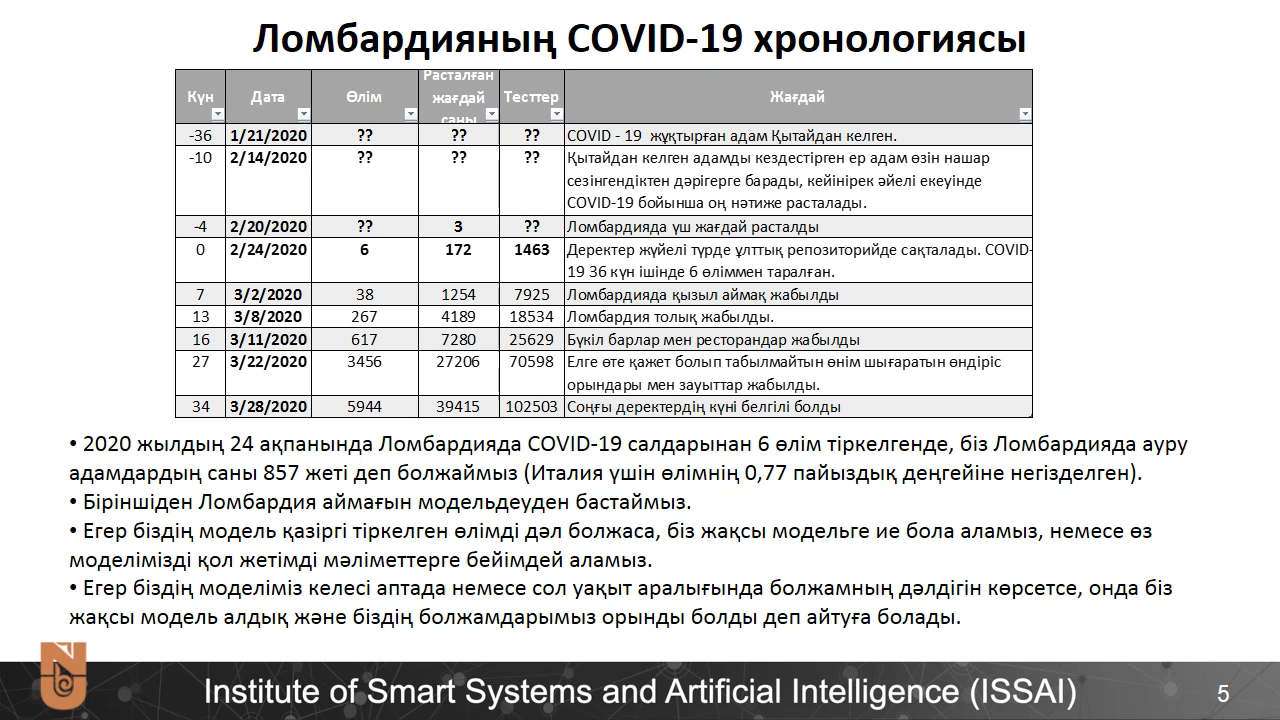 Ломбардияның COVID-19 хронологиясы
Күн Дата Өлім Расталған жағдай саны Тесттер Жағдай
-36 1/21/2020 ?? ?? ?? COVID - 19 жұқтырған адам Қытайдан келген.
-10 2/14/2020 ?? ?? ?? Қытайдан келген адамды кездестірген ер адам өзін нашар
сезінгендіктен дәрігерге барады, кейінірек әйелі екеуінде
COVID-19 бойынша оң нәтиже расталады.
-4 2/20/2020 ?? 3 ?? Ломбардияда үш жағдай расталды
0 2/24/2020 6 172 1463 Деректер жүйелі түрде ұлттық репозиторийде сақталады. COVID-
19 36 күн ішінде 6 өліммен таралған.
7 3/2/2020 38 1254 7925 Ломбардияда қызыл аймақ жабылды
13 3/8/2020 267 4189 18534 Ломбардия толық жабылды.
16 3/11/2020 617 7280 25629 Бүкіл барлар мен ресторандар жабылды
27 3/22/2020 3456 27206 70598 Елге өте қажет болып табылмайтын өнім шығаратын өндіріс
орындары мен зауыттар жабылды.
34 3/28/2020 5944 39415 102503 Соңғы деректердің күні белгілі болды
• 2020 жылдың 24 ақпанында Ломбардияда COVID-19 салдарынан 6 өлім тіркелгенде, біз Ломбардияда ауру
адамдардың саны 857 жеті деп болжаймыз (Италия үшін өлімнің 0,77 пайыздық деңгейіне негізделген).
• Біріншіден Ломбардия аймағын модельдеуден бастаймыз.
• Егер біздің модель қазіргі тіркелген өлімді дәл болжаса, біз жақсы модельге ие бола аламыз, немесе өз
моделімізді қол жетімді мәліметтерге бейімдей аламыз.
• Егер біздің моделіміз келесі аптада немесе сол уақыт аралығында болжамның дәлдігін көрсетсе, онда біз
жақсы модель алдық және біздің болжамдарымыз орынды болды деп айтуға болады.
Institute of Smart Systems and Artificial Intelligence (ISSAI) 5